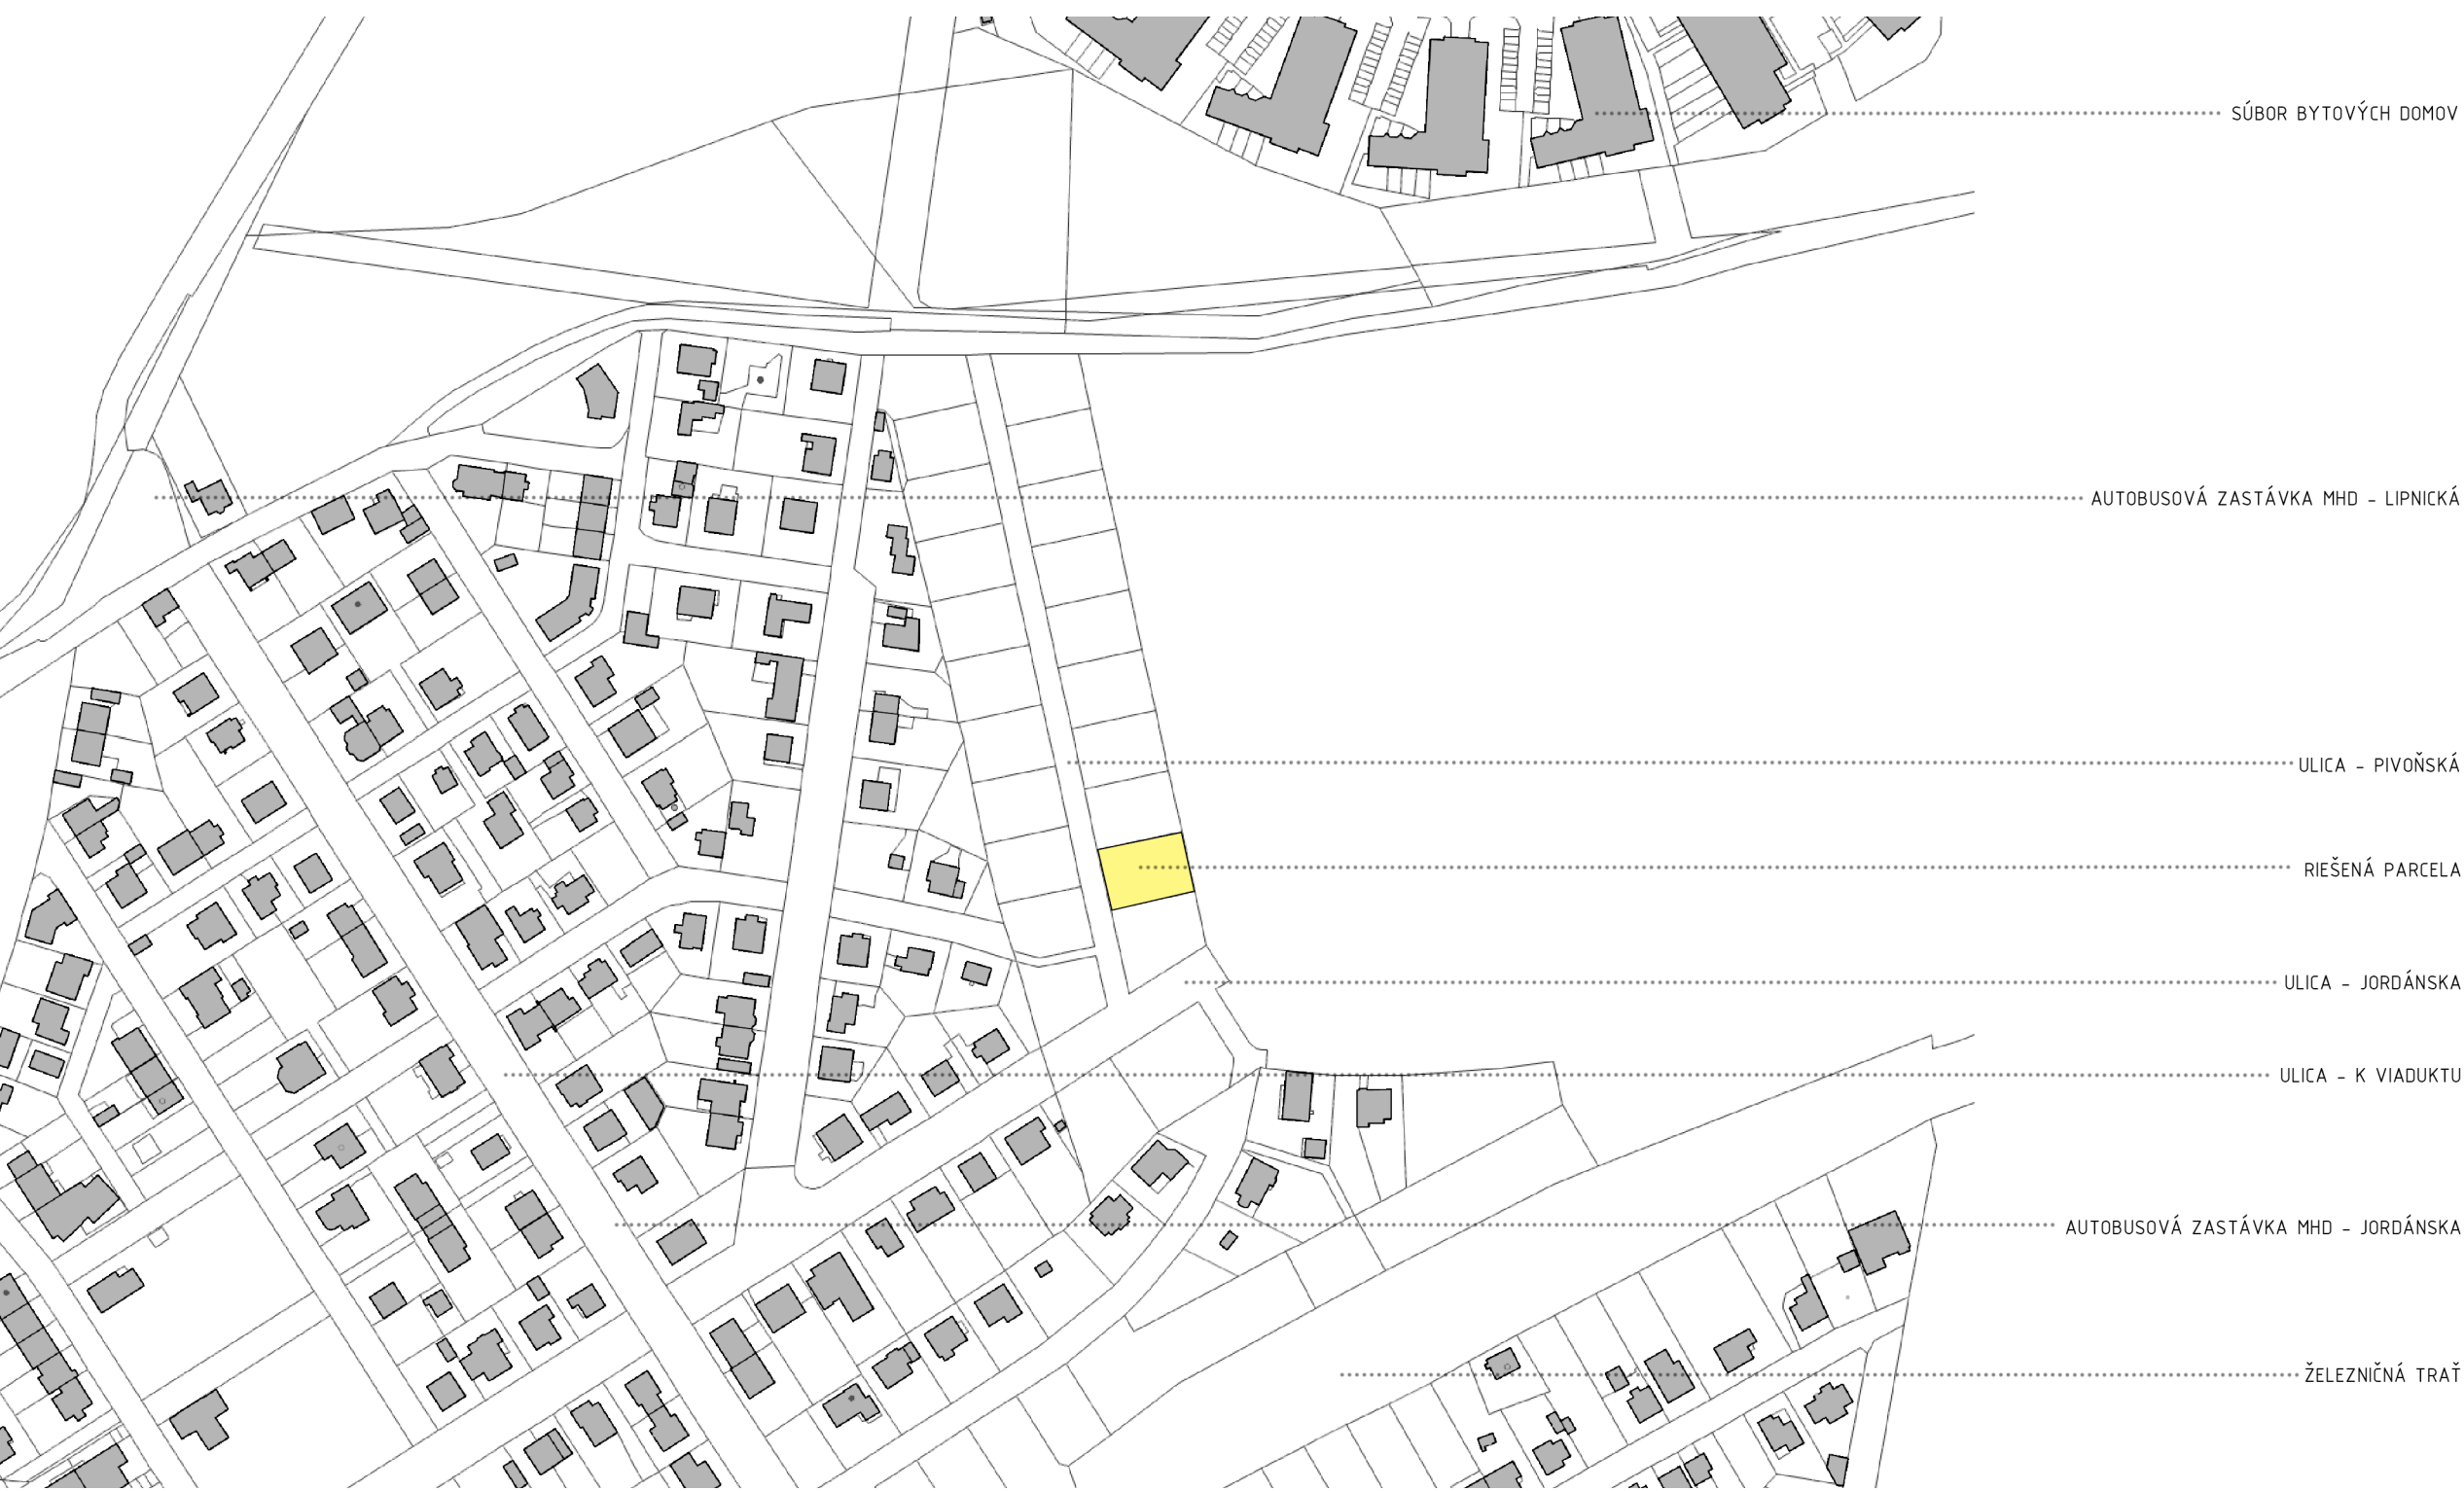 SÚBOR BYTOVÝCH DOMOV
AUTOBUSOVÁ ZASTÁVKA MHD - LIPNICKÁ
ULICA - PIVOŇSKÁ
RIEŠENÁ PARCELA
ULICA - JORDÁNSKA
ULICA - K VIADUKTU
AUTOBUSOVÁ ZASTÁVKA MHD - JORDÁNSKA
ŽELEZNIČNÁ TRAŤ